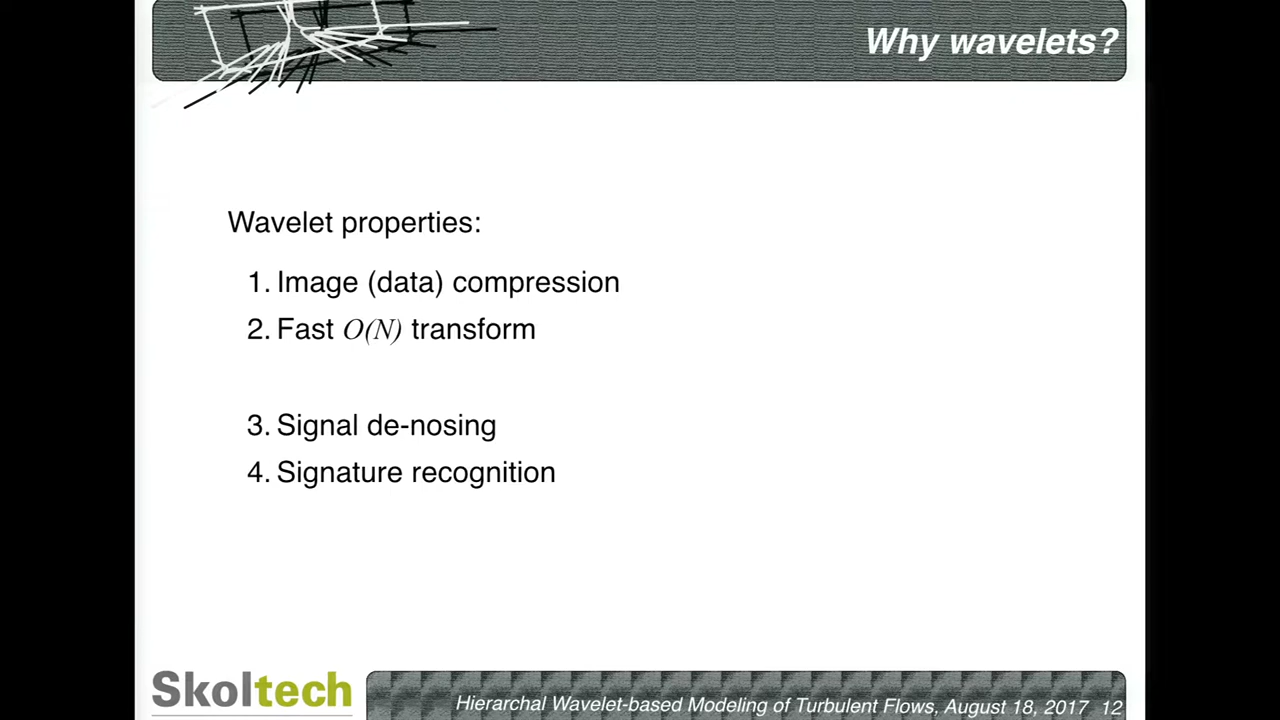 Why wavelets?
Wavelet properties:
1. Image (data) compression
2. Fast O(N) transform
3. Signal de-nosing
4. Signature recognition
Skoltech
Hierarchal Wavelet-based Modeling of Turbulent Flows, August 18, 2017 12